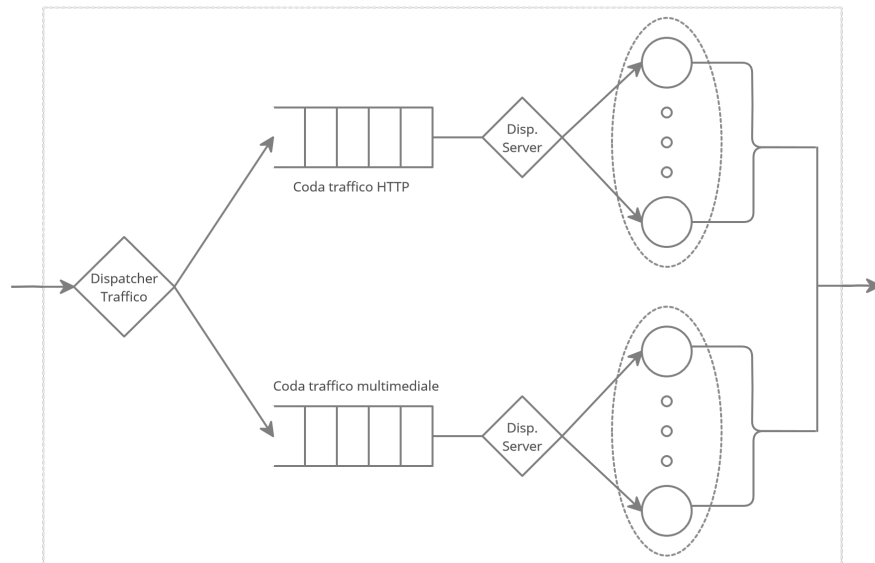 Disp.
Server
Coda traffico HTTP
Dispatcher
Traffico
Coda traffico multimediale
Disp.
Server